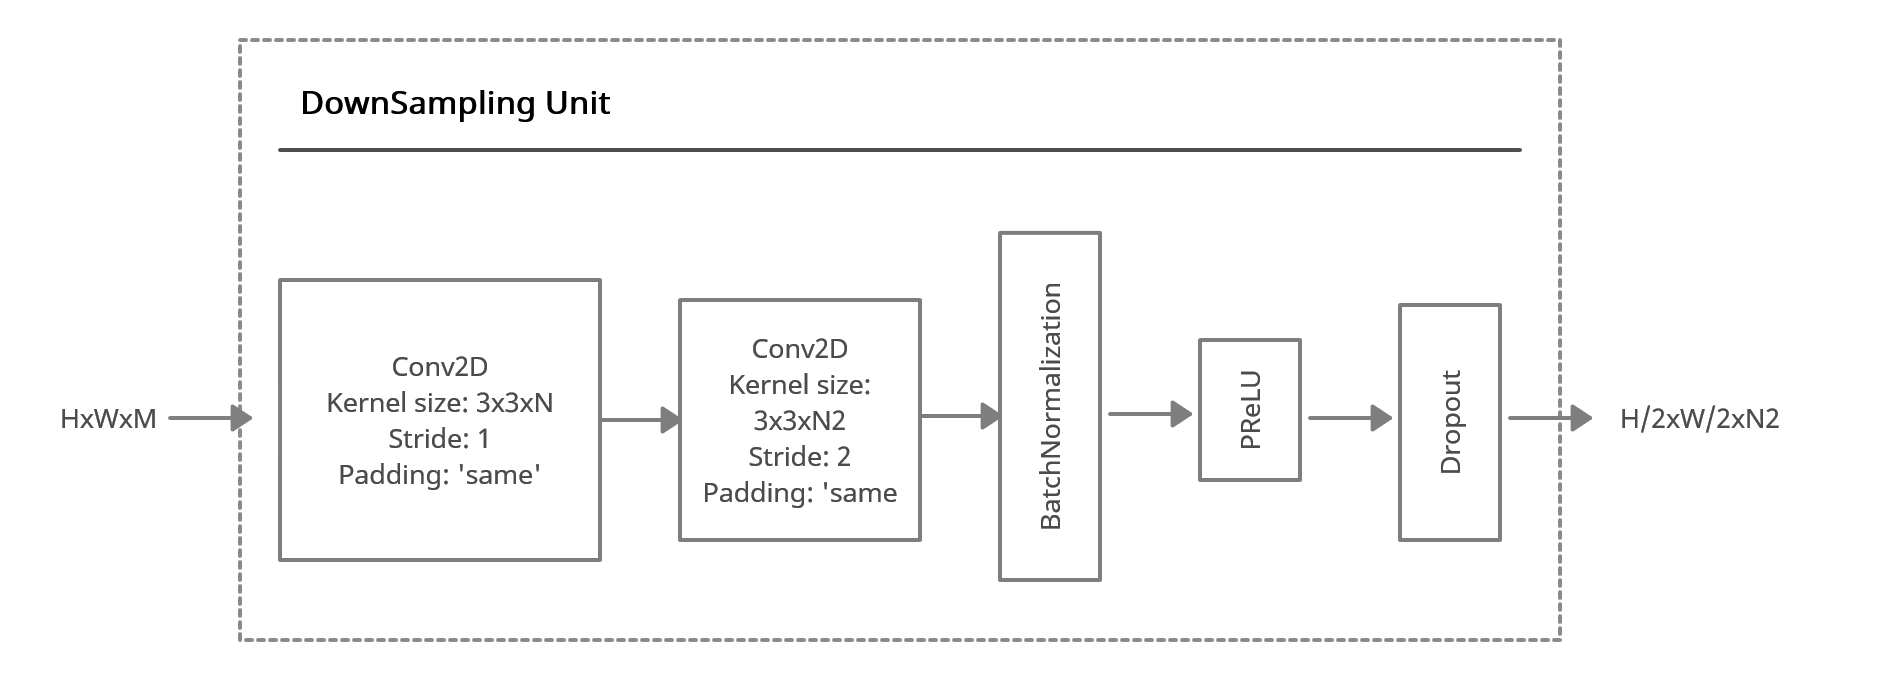 DownSampling Unit
HxWxM
Conv2D
Kernel size: 3x3xN
Stride: 1
Padding: 'same'
Conv2D
Kernel size:
3x3xN2
Stride: 2
Padding: 'same
BatchNormalization
PReLU
Dropout
H/2xW/2xN2